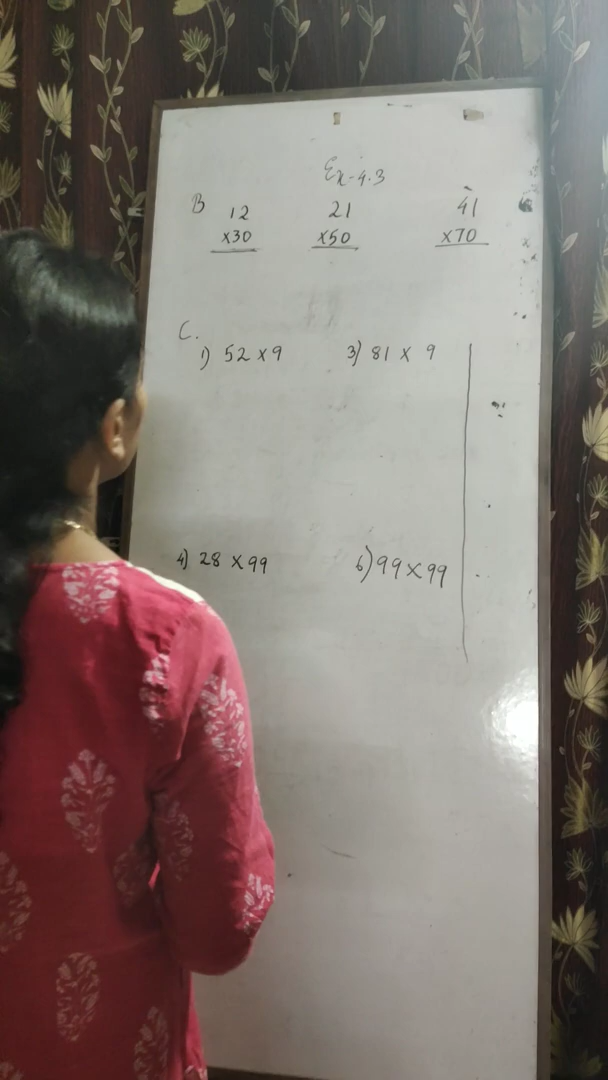 Ex-4.3
B 12 21 41
x30 x50 x70
C.
1) 52 x 9 3) 81 x 9
4) 28 x 99 6) 99 x 99